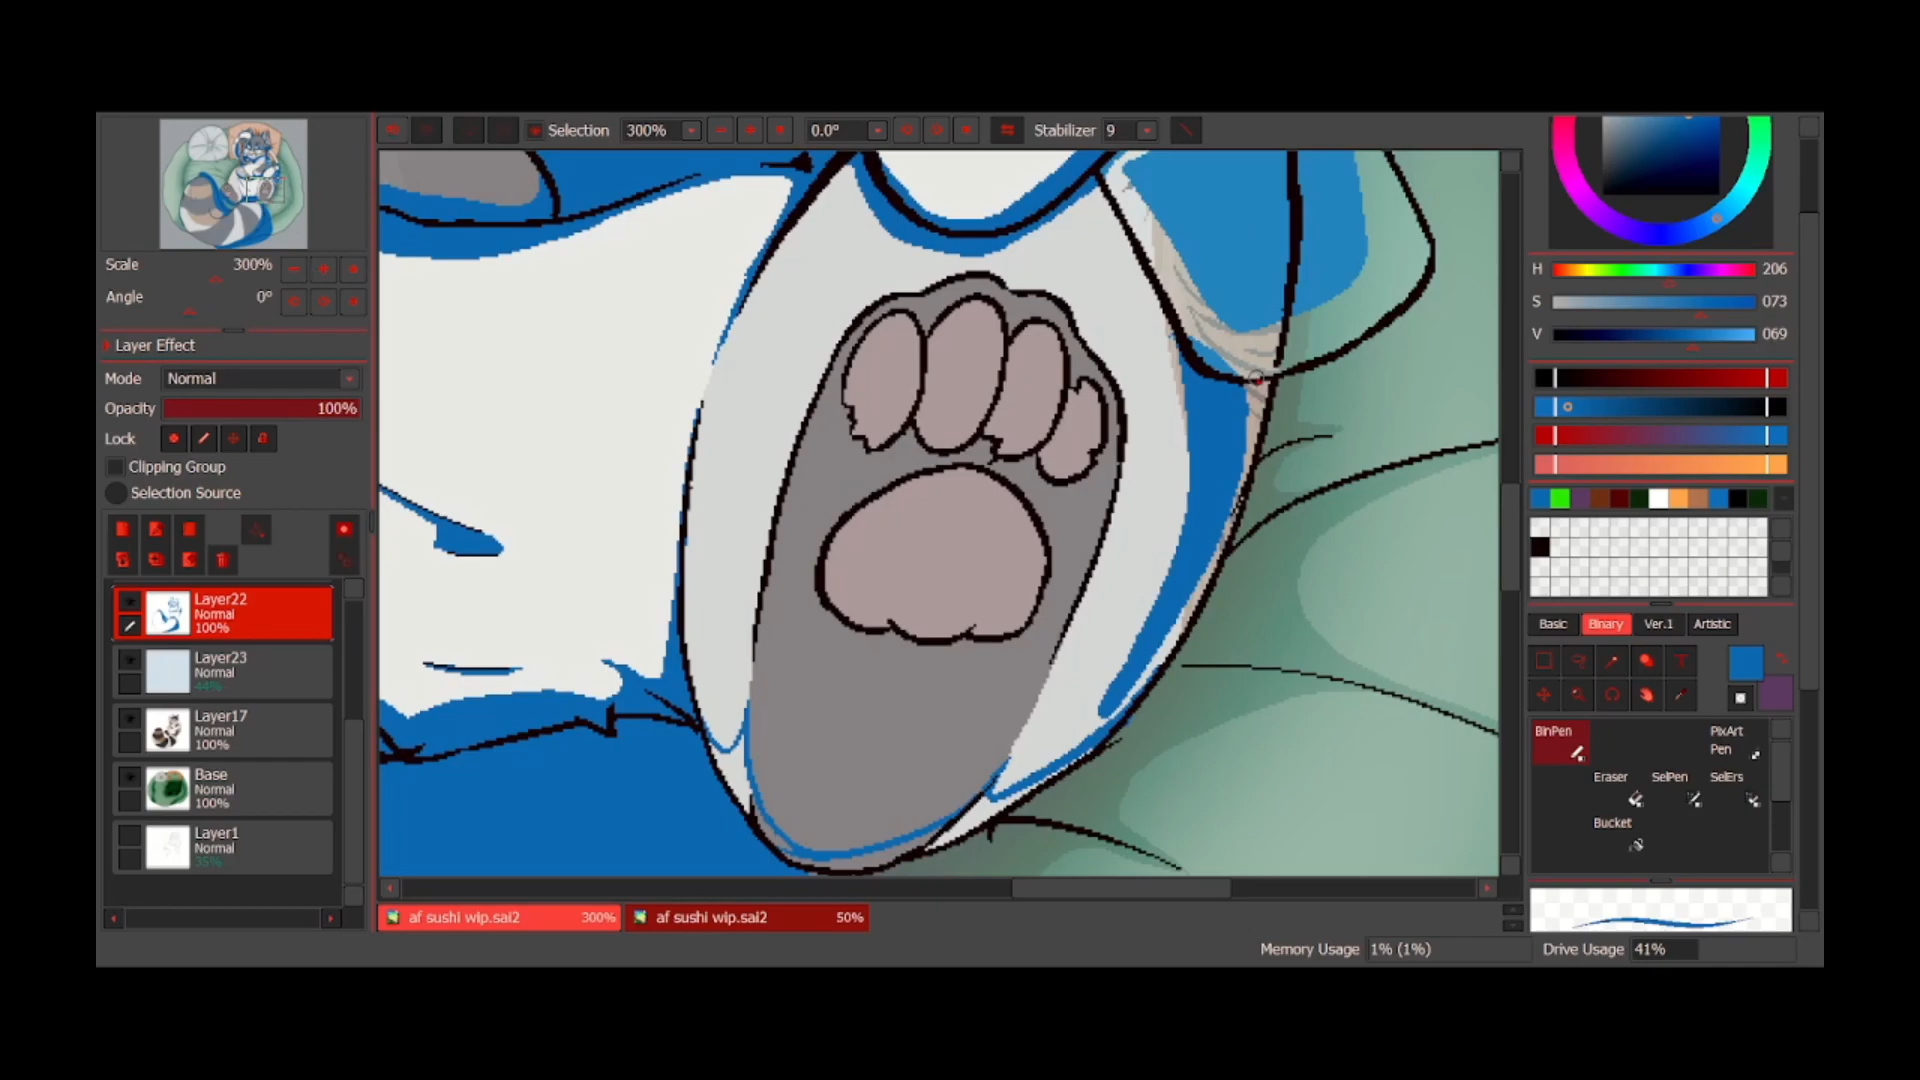 Selection 300% 0.0° Stabilizer 9
Scale 300%
Angle 0°
Layer Effect
Mode Normal
Opacity 100%
Lock
Clipping Group
Selection Source
Layer22
Normal
100%
Layer23
Normal
44%
Layer17
Normal
100%
Base
Normal
100%
Layer1
Normal
35%
H 206
S 073
V 069
Basic Binary Ver.1 Artistic
BinPen
PixArt
Pen
Eraser SelPen SelErs
Bucket
af sushi wip.sai2 300% af sushi wip.sai2 50%
Memory Usage 1% (1%) Drive Usage 41%